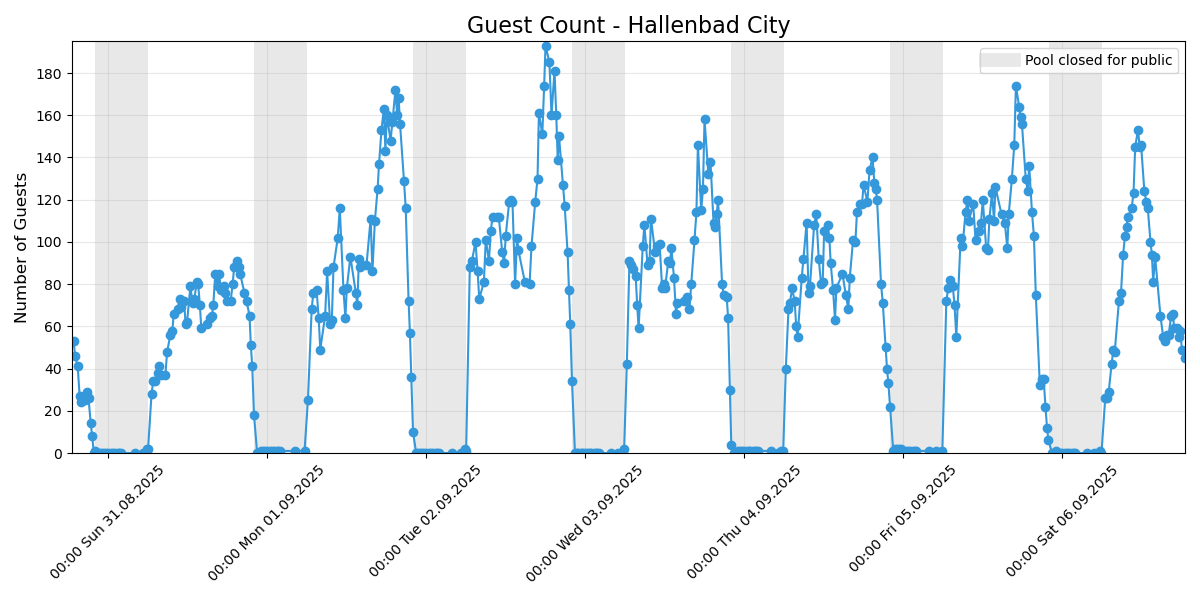 Guest Count - Hallenbad City
Pool closed for public
Number of Guests
180
160
140
120
100
80
60
40
20
0
00:00 Sun 31.08.2025
00:00 Mon 01.09.2025
00:00 Tue 02.09.2025
00:00 Wed 03.09.2025
00:00 Thu 04.09.2025
00:00 Fri 05.09.2025
00:00 Sat 06.09.2025